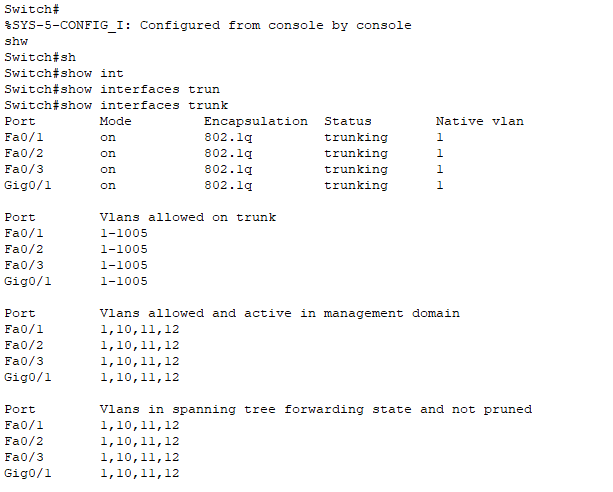 Switch#
%SYS-5-CONFIG_I: Configured from console by console
shw
Switch#sh
Switch#show int
Switch#show interfaces trun
Switch#show interfaces trunk
Port        Mode         Encapsulation  Status        Native vlan
Fa0/1       on           802.1q         trunking      1
Fa0/2       on           802.1q         trunking      1
Fa0/3       on           802.1q         trunking      1
Gig0/1      on           802.1q         trunking      1

Port        Vlans allowed on trunk
Fa0/1       1-1005
Fa0/2       1-1005
Fa0/3       1-1005
Gig0/1      1-1005

Port        Vlans allowed and active in management domain
Fa0/1       1,10,11,12
Fa0/2       1,10,11,12
Fa0/3       1,10,11,12
Gig0/1      1,10,11,12

Port        Vlans in spanning tree forwarding state and not pruned
Fa0/1       1,10,11,12
Fa0/2       1,10,11,12
Fa0/3       1,10,11,12
Gig0/1      1,10,11,12